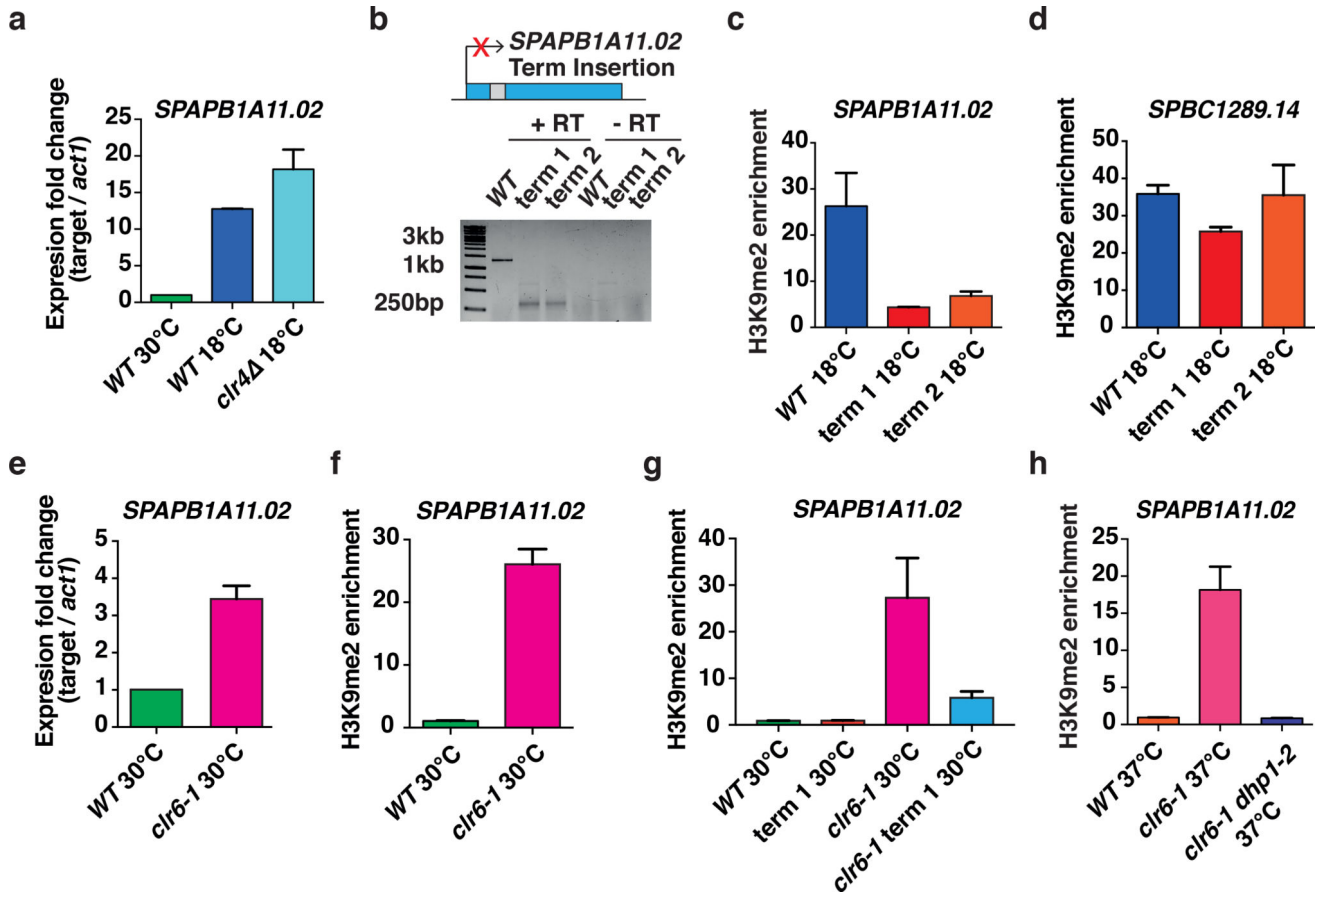 a
SPAPB1A11.02
Expresion fold change
(target / act1)
25
20
15
10
5
0
WT 30°C
WT 18°C
clr4Δ 18°C
b
X
SPAPB1A11.02
Term Insertion
+ RT
- RT
WT
term 1
term 2
WT
term 1
term 2
3kb
1kb
250bp
c
SPAPB1A11.02
H3K9me2 enrichment
40
30
20
10
0
WT 18°C
term 1 18°C
term 2 18°C
d
SPBC1289.14
H3K9me2 enrichment
50
40
30
20
10
0
WT 18°C
term 1 18°C
term 2 18°C
e
SPAPB1A11.02
Expresion fold change
(target / act1)
5
4
3
2
1
0
WT 30°C
clr6-1 30°C
f
SPAPB1A11.02
H3K9me2 enrichment
30
20
10
0
WT 30°C
clr6-1 30°C
g
SPAPB1A11.02
H3K9me2 enrichment
40
30
20
10
0
WT 30°C
term 1 30°C
clr6-1 30°C
clr6-1 term 1 30°C
h
SPAPB1A11.02
H3K9me2 enrichment
25
20
15
10
5
0
WT 37°C
clr6-1 37°C
clr6-1 dhp1-2
37°C